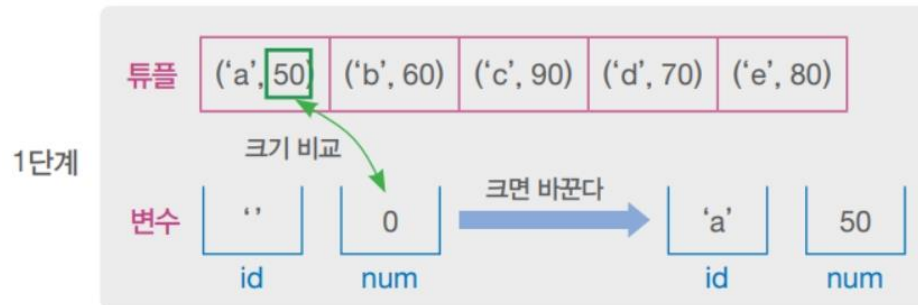 1단계
튜플 ('a', 50) ('b', 60) ('c', 90) ('d', 70) ('e', 80)
크기 비교
크면 바꾼다
변수 ' ' 0 'a' 50
id num id num